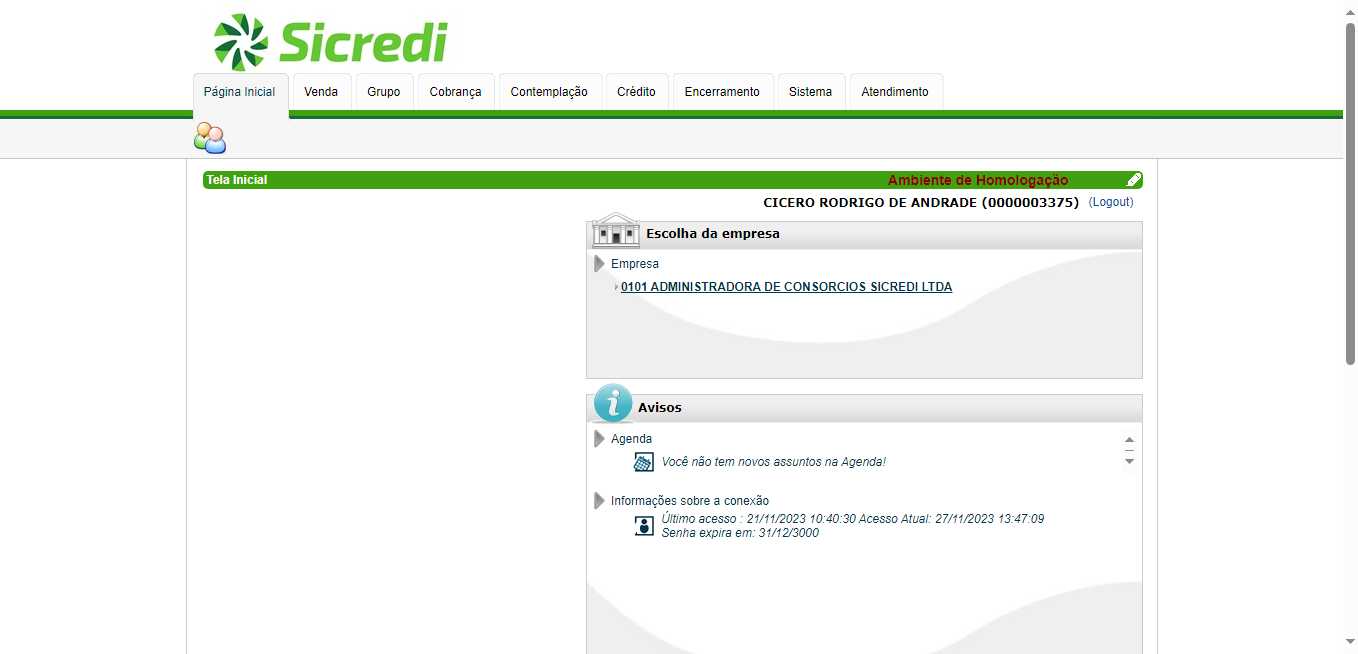 Sicredi
Página Inicial Venda Grupo Cobrança Contemplação Crédito Encerramento Sistema Atendimento
Tela Inicial Ambiente de Homologação
CICERO RODRIGO DE ANDRADE (0000003375) (Logout)
Escolha da empresa
Empresa
0101 ADMINISTRADORA DE CONSORCIOS SICREDI LTDA
Avisos
Agenda
Você não tem novos assuntos na Agenda!
Informações sobre a conexão
Último acesso : 21/11/2023 10:40:30 Acesso Atual: 27/11/2023 13:47:09
Senha expira em: 31/12/3000